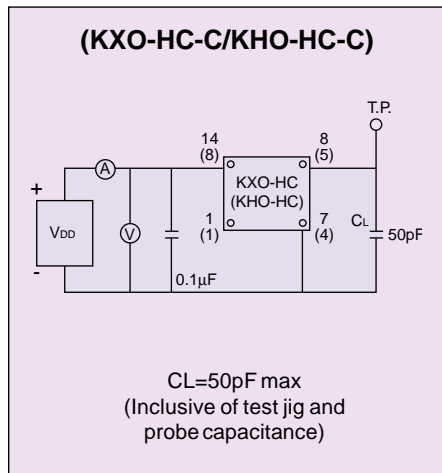 (KXO-HC-C/KHO-HC-C)
T.P.
14
(8)
8
(5)
A
KXO-HC
(KHO-HC)
+
VDD
-
V
1
(1)
7
(4)
CL
50pF
0.1µF
CL=50pF max
(Inclusive of test jig and
probe capacitance)